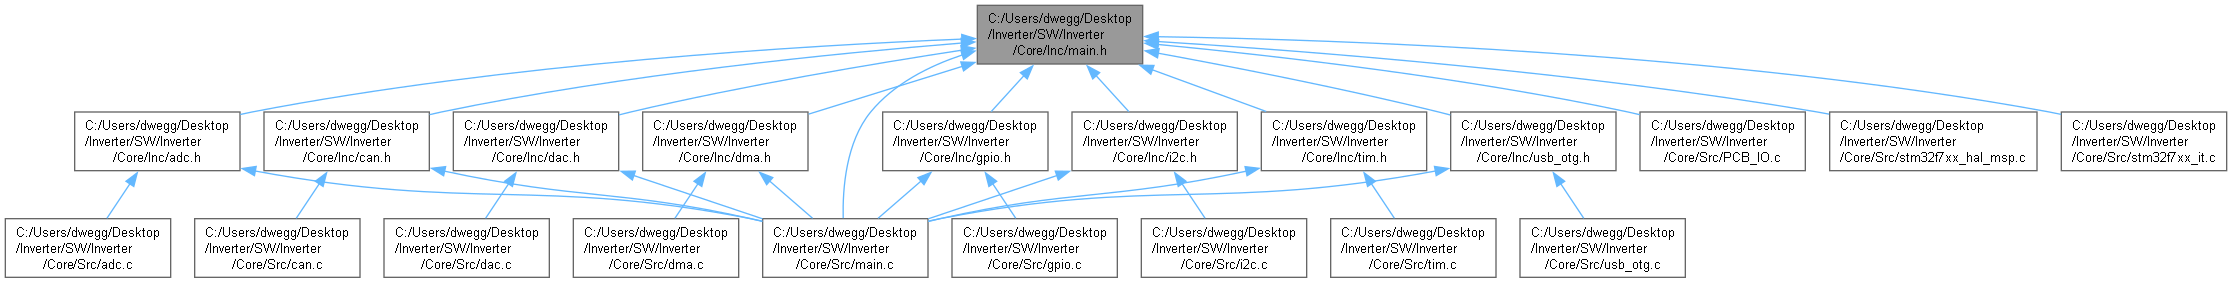 C:/Users/dwegg/Desktop
/Inverter/SW/Inverter
/Core/Inc/main.h
C:/Users/dwegg/Desktop
/Inverter/SW/Inverter
/Core/Inc/adc.h
C:/Users/dwegg/Desktop
/Inverter/SW/Inverter
/Core/Inc/can.h
C:/Users/dwegg/Desktop
/Inverter/SW/Inverter
/Core/Inc/dac.h
C:/Users/dwegg/Desktop
/Inverter/SW/Inverter
/Core/Inc/dma.h
C:/Users/dwegg/Desktop
/Inverter/SW/Inverter
/Core/Inc/gpio.h
C:/Users/dwegg/Desktop
/Inverter/SW/Inverter
/Core/Inc/i2c.h
C:/Users/dwegg/Desktop
/Inverter/SW/Inverter
/Core/Inc/tim.h
C:/Users/dwegg/Desktop
/Inverter/SW/Inverter
/Core/Inc/usb_otg.h
C:/Users/dwegg/Desktop
/Inverter/SW/Inverter
/Core/Src/PCB_IO.c
C:/Users/dwegg/Desktop
/Inverter/SW/Inverter
/Core/Src/stm32f7xx_hal_msp.c
C:/Users/dwegg/Desktop
/Inverter/SW/Inverter
/Core/Src/stm32f7xx_it.c
C:/Users/dwegg/Desktop
/Inverter/SW/Inverter
/Core/Src/adc.c
C:/Users/dwegg/Desktop
/Inverter/SW/Inverter
/Core/Src/can.c
C:/Users/dwegg/Desktop
/Inverter/SW/Inverter
/Core/Src/dac.c
C:/Users/dwegg/Desktop
/Inverter/SW/Inverter
/Core/Src/dma.c
C:/Users/dwegg/Desktop
/Inverter/SW/Inverter
/Core/Src/main.c
C:/Users/dwegg/Desktop
/Inverter/SW/Inverter
/Core/Src/gpio.c
C:/Users/dwegg/Desktop
/Inverter/SW/Inverter
/Core/Src/i2c.c
C:/Users/dwegg/Desktop
/Inverter/SW/Inverter
/Core/Src/tim.c
C:/Users/dwegg/Desktop
/Inverter/SW/Inverter
/Core/Src/usb_otg.c